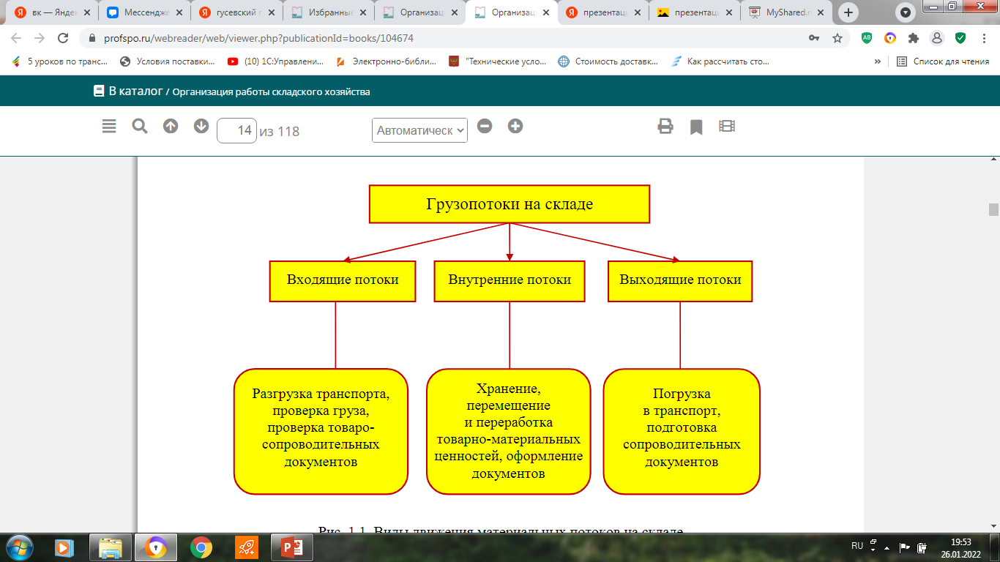 вк — Яндек
Мессендже
гусевский г
Избранные
Организац
Организац
презентаци
презентаци
MyShared.r
profspo.ru/webreader/web/viewer.php?publicationId=books/104674
5 уроков по транс...
Условия поставки...
(10) 1С:Управлени...
Электронно-библи...
"Технические усло...
Стоимость доставк...
Как рассчитать сто...
»
Список для чтения
В каталог / Организация работы складского хозяйства
14 из 118
Автоматическ
Грузопотоки на складе
Входящие потоки
Внутренние потоки
Выходящие потоки
Разгрузка транспорта,
проверка груза,
проверка товаро-
сопроводительных
документов
Хранение,
перемещение
и переработка
товарно-материальных
ценностей, оформление
документов
Погрузка
в транспорт,
подготовка
сопроводительных
документов
Рис. 1.1. Виды движения материальных потоков на складе
RU
19:53
26.01.2022